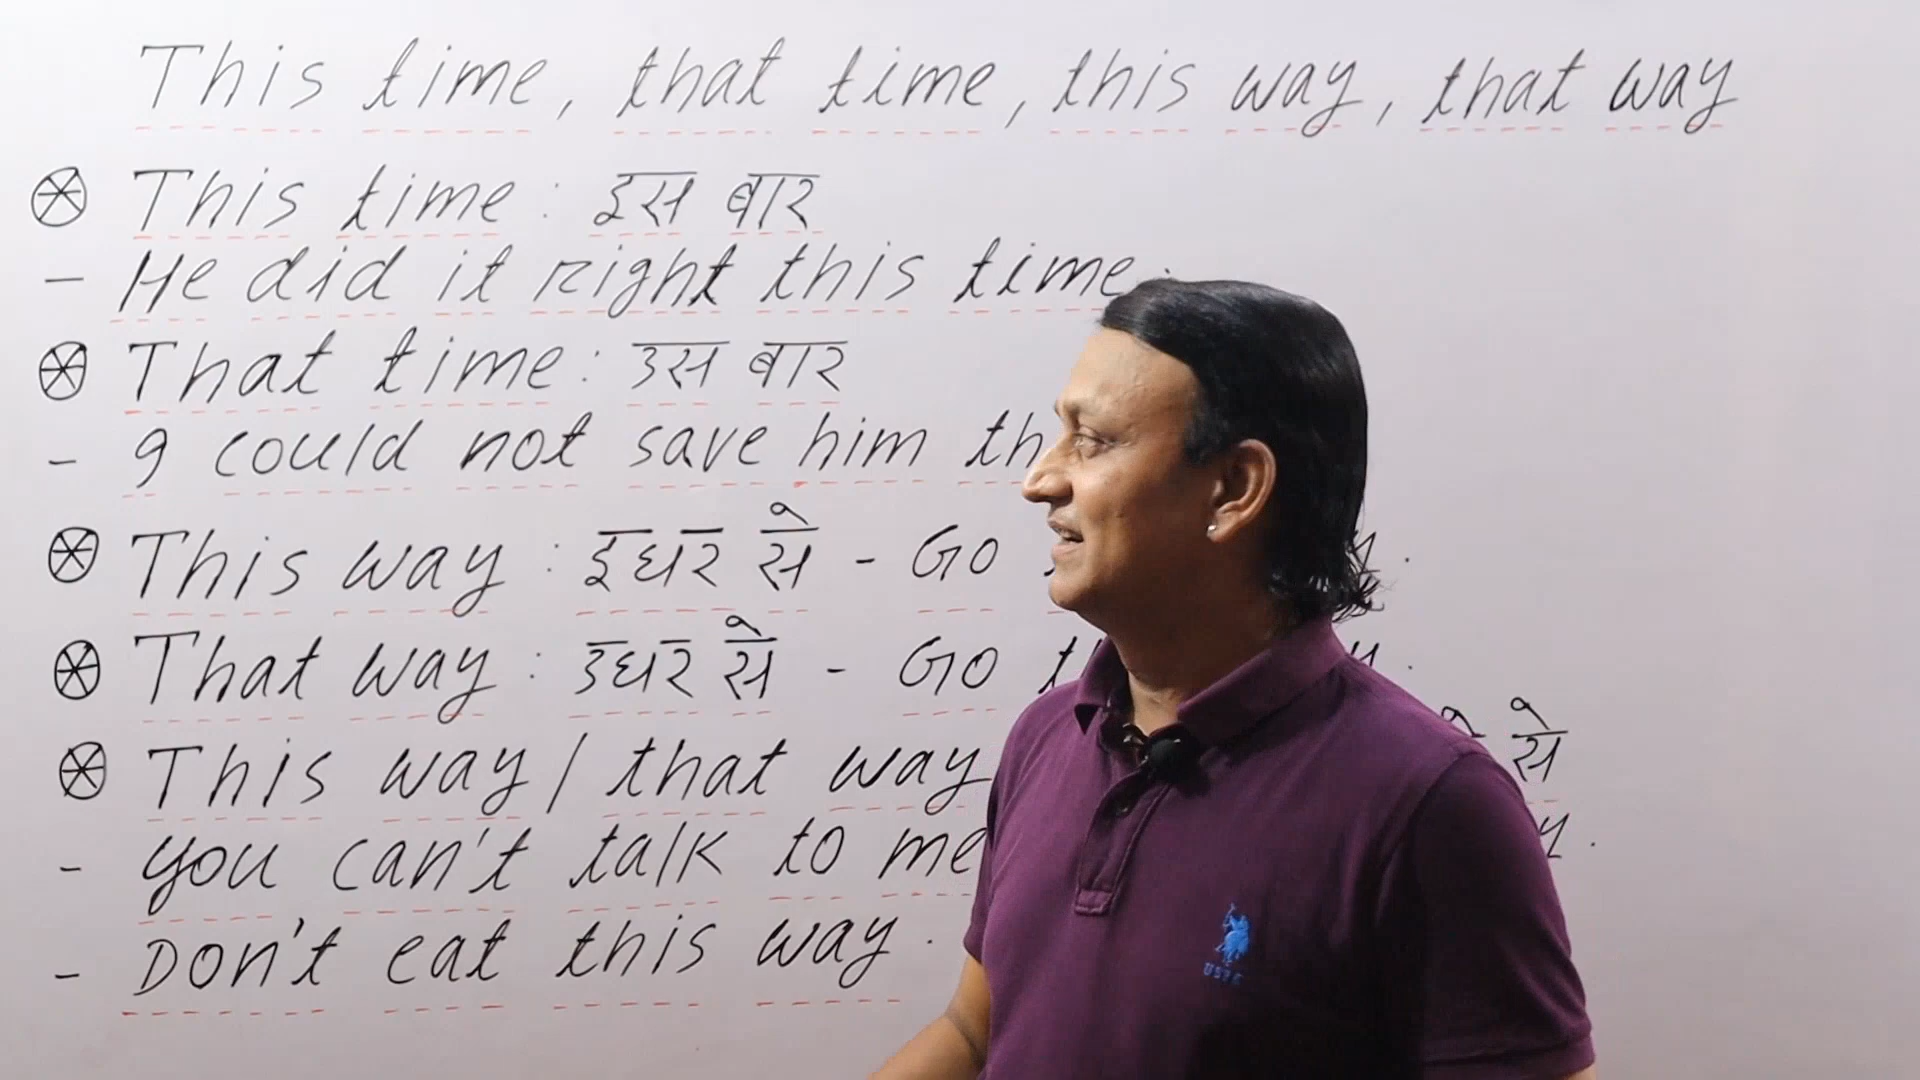 This time, that time, this way, that way
This time : इस बार
- He did it right this time.
That time : उस बार
- I could not save him
This way : इधर से - Go
That way : उधर से - Go
This way / that way से
- You can't talk to me
- Don't eat this way.